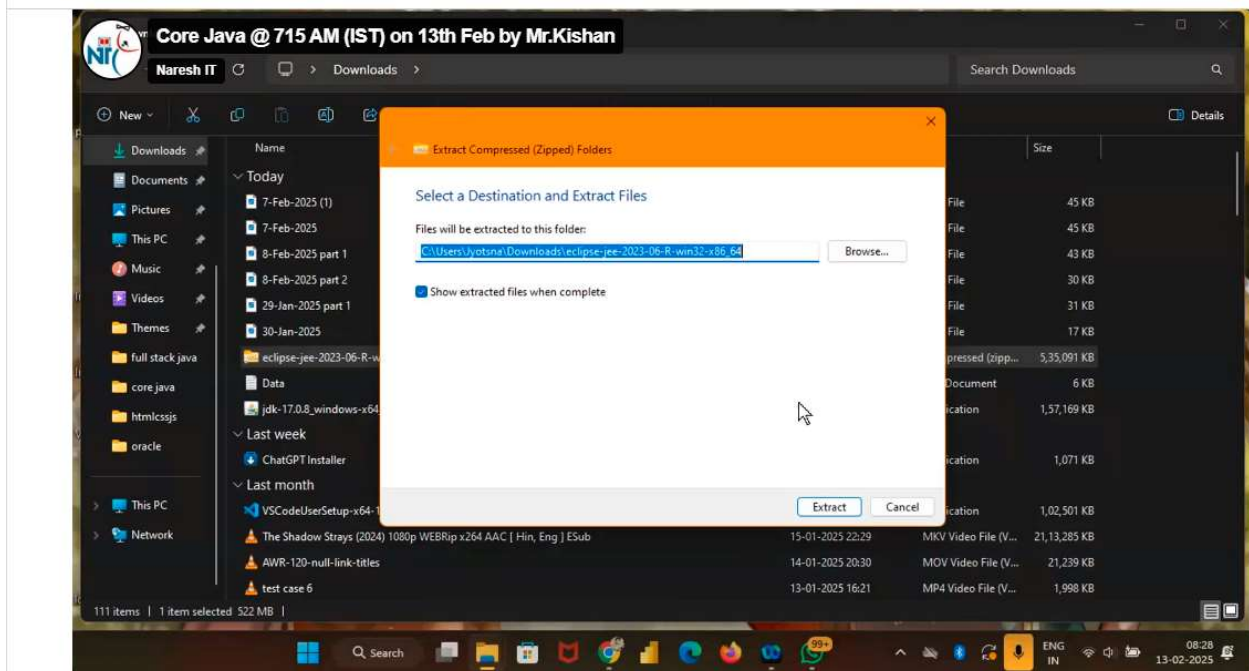 Core Java @ 715 AM (IST) on 13th Feb by Mr.Kishan
NIT
Naresh IT
Downloads
Search Downloads
New
Details
Name
Size
Extract Compressed (Zipped) Folders
Select a Destination and Extract Files
Files will be extracted to this folder:
C:\Users\Jyotsna\Downloads\eclipse-jee-2023-06-R-win32-x86_64
Browse...
Show extracted files when complete
Extract
Cancel
Downloads
Documents
Pictures
This PC
Music
Videos
Themes
full stack java
core java
htmlcssjs
oracle
This PC
Network
Today
7-Feb-2025 (1) File 45 KB
7-Feb-2025 File 45 KB
8-Feb-2025 part 1 File 43 KB
8-Feb-2025 part 2 File 30 KB
29-Jan-2025 part 1 File 31 KB
30-Jan-2025 File 17 KB
eclipse-jee-2023-06-R-w pressed (zipp... 5,35,091 KB
Data Document 6 KB
jdk-17.0.8_windows-x64 ication 1,57,169 KB
Last week
ChatGPT Installer ication 1,071 KB
Last month
VSCodeUserSetup-x64-1 ication 1,02,501 KB
The Shadow Strays (2024) 1080p WEBRip x264 AAC [ Hin, Eng ] ESub 15-01-2025 22:29 MKV Video File (V... 21,13,285 KB
AWR-120-null-link-titles 14-01-2025 20:30 MOV Video File (V... 21,239 KB
test case 6 13-01-2025 16:21 MP4 Video File (V... 1,998 KB
111 items | 1 item selected 522 MB |
Search
99+
ENG
IN
08:28
13-02-2025